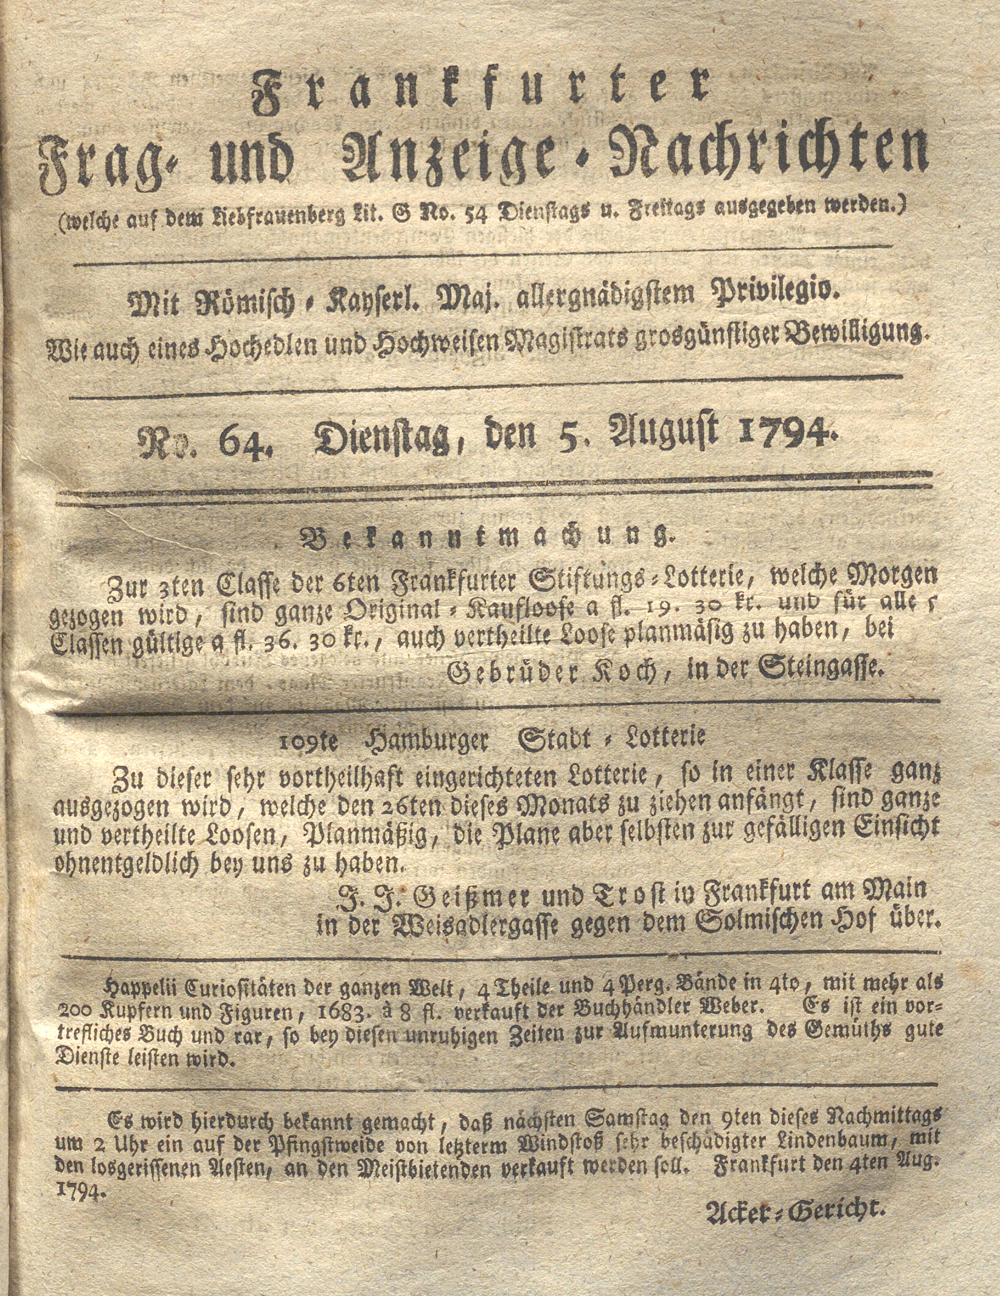 Frankfurter
Frag- und Anzeige-Nachrichten
(welche auf dem Liebfrauenberg Lit. G No. 54 Dienstags u. Freitags ausgegeben werden.)
Mit Römisch-Kayserl. Maj. allergnädigstem Privilegio.
Wie auch eines Hochedlen und Hochweisen Magistrats grosgünstiger Bewilligung.
No. 64. Dienstag, den 5. August 1794.
Bekanntmachung.
Zur 3ten Classe der 6ten Frankfurter Stiftungs-Lotterie, welche Morgen
gezogen wird, sind ganze Original-Kaufloose a fl. 19. 30 kr. und für alle 5
Classen gültige a fl. 36. 30 kr., auch vertheilte Loose planmäsig zu haben, bei
Gebrüder Koch, in der Steingasse.
109te Hamburger Stadt-Lotterie
Zu dieser sehr vortheilhaft eingerichteten Lotterie, so in einer Klasse ganz
ausgezogen wird, welche den 26ten dieses Monats zu ziehen anfängt, sind ganze
und vertheilte Loosen, Planmäßig, die Plane aber selbsten zur gefälligen Einsicht
ohnentgeldlich bey uns zu haben.
J. J. Geißmer und Trost in Frankfurt am Main
in der Weisadlergasse gegen dem Solmischen Hof über.
Happelii Curiositäten der ganzen Welt, 4 Theile und 4 Perg. Bände in 4to, mit mehr als
200 Kupfern und Figuren, 1683. à 8 fl. verkauft der Buchhändler Weber. Es ist ein vor-
trefliches Buch und rar, so bey diesen unruhigen Zeiten zur Aufmunterung des Gemüths gute
Dienste leisten wird.
Es wird hierdurch bekannt gemacht, daß nächsten Samstag den 9ten dieses Nachmittags
um 2 Uhr ein auf der Pfingstweide von letzterm Windstoß sehr beschädigter Lindenbaum, mit
den losgerissenen Aesten, an den Meistbietenden verkauft werden soll. Frankfurt den 4ten Aug.
1794.
Acker-Gericht.